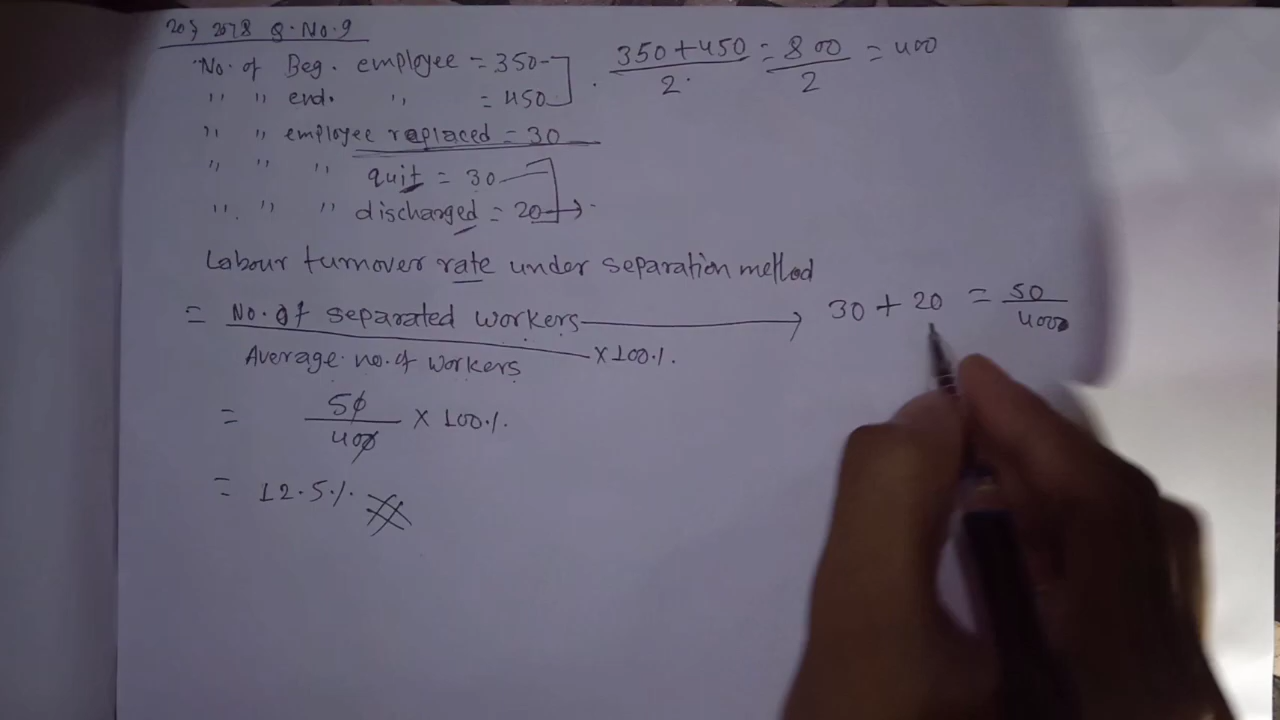 2078 Q.No.9
No. of Beg. employee = 350
350+450 / 2 = 800 / 2 = 400
" " end. " = 450
" " employee replaced = 30
" " " quit = 30
" " " discharged = 20
Labour turnover rate under separation method
= No. of separated workers / Average no. of workers × 100%.
30 + 20 = 50 / 4000
= 50 / 400 × 100%.
= 12.5%.